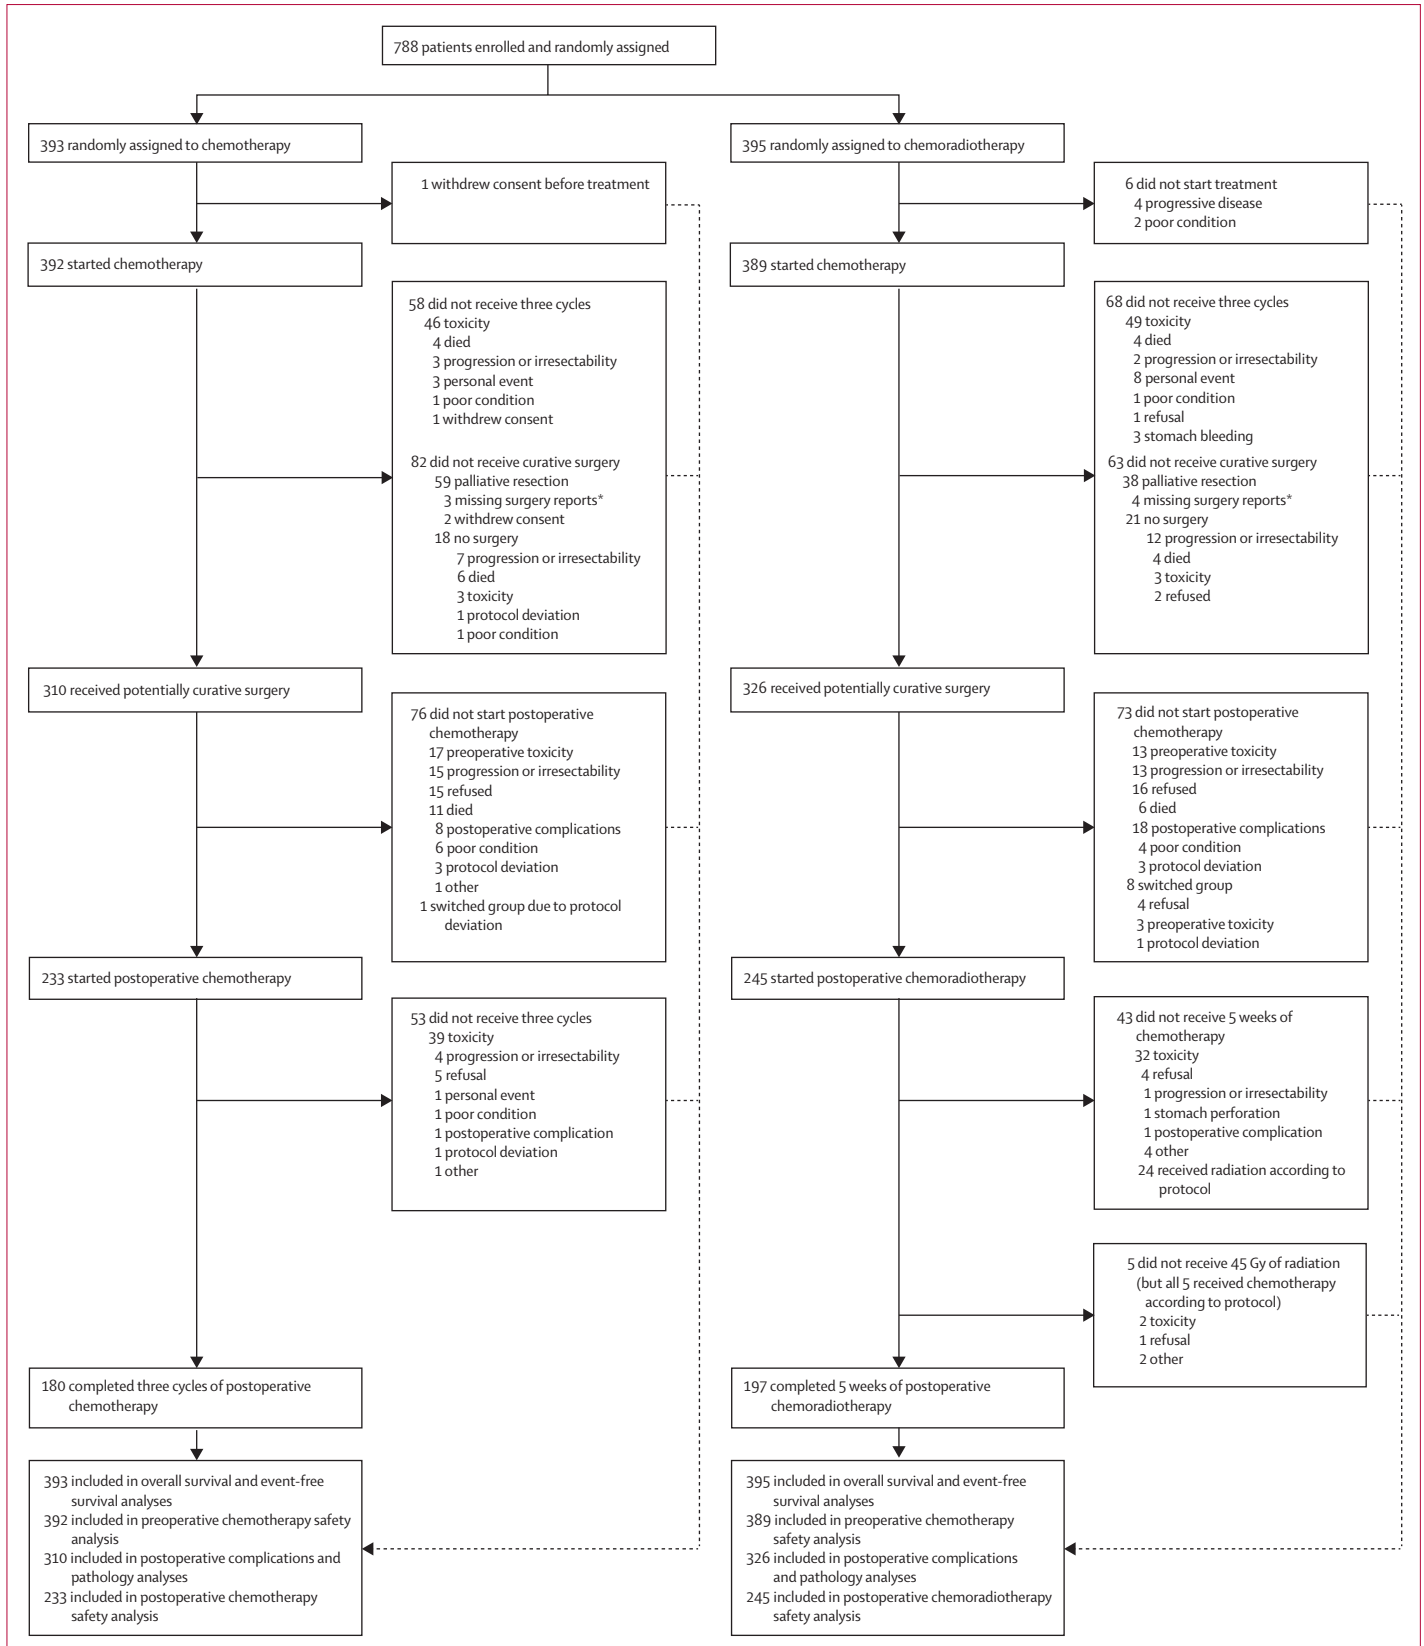 788 patients enrolled and randomly assigned
393 randomly assigned to chemotherapy
395 randomly assigned to chemoradiotherapy
1 withdrew consent before treatment
6 did not start treatment
4 progressive disease
2 poor condition
392 started chemotherapy
389 started chemotherapy
58 did not receive three cycles
46 toxicity
4 died
3 progression or irresectability
3 personal event
1 poor condition
1 withdrew consent
82 did not receive curative surgery
59 palliative resection
3 missing surgery reports*
2 withdrew consent
18 no surgery
7 progression or irresectability
6 died
3 toxicity
1 protocol deviation
1 poor condition
68 did not receive three cycles
49 toxicity
4 died
2 progression or irresectability
8 personal event
1 poor condition
1 refusal
3 stomach bleeding
63 did not receive curative surgery
38 palliative resection
4 missing surgery reports*
21 no surgery
12 progression or irresectability
4 died
3 toxicity
2 refused
310 received potentially curative surgery
326 received potentially curative surgery
76 did not start postoperative
chemotherapy
17 preoperative toxicity
15 progression or irresectability
15 refused
11 died
8 postoperative complications
6 poor condition
3 protocol deviation
1 other
1 switched group due to protocol
deviation
73 did not start postoperative
chemotherapy
13 preoperative toxicity
13 progression or irresectability
16 refused
6 died
18 postoperative complications
4 poor condition
3 protocol deviation
8 switched group
4 refusal
3 preoperative toxicity
1 protocol deviation
233 started postoperative chemotherapy
245 started postoperative chemoradiotherapy
53 did not receive three cycles
39 toxicity
4 progression or irresectability
5 refusal
1 personal event
1 poor condition
1 postoperative complication
1 protocol deviation
1 other
43 did not receive 5 weeks of
chemotherapy
32 toxicity
4 refusal
1 progression or irresectability
1 stomach perforation
1 postoperative complication
4 other
24 received radiation according to
protocol
5 did not receive 45 Gy of radiation
(but all 5 received chemotherapy
according to protocol)
2 toxicity
1 refusal
2 other
180 completed three cycles of postoperative
chemotherapy
197 completed 5 weeks of postoperative
chemoradiotherapy
393 included in overall survival and event-free
survival analyses
392 included in preoperative chemotherapy safety
analysis
310 included in postoperative complications and
pathology analyses
233 included in postoperative chemotherapy
safety analysis
395 included in overall survival and event-free
survival analyses
389 included in preoperative chemotherapy
safety analysis
326 included in postoperative complications
and pathology analyses
245 included in postoperative chemoradiotherapy
safety analysis